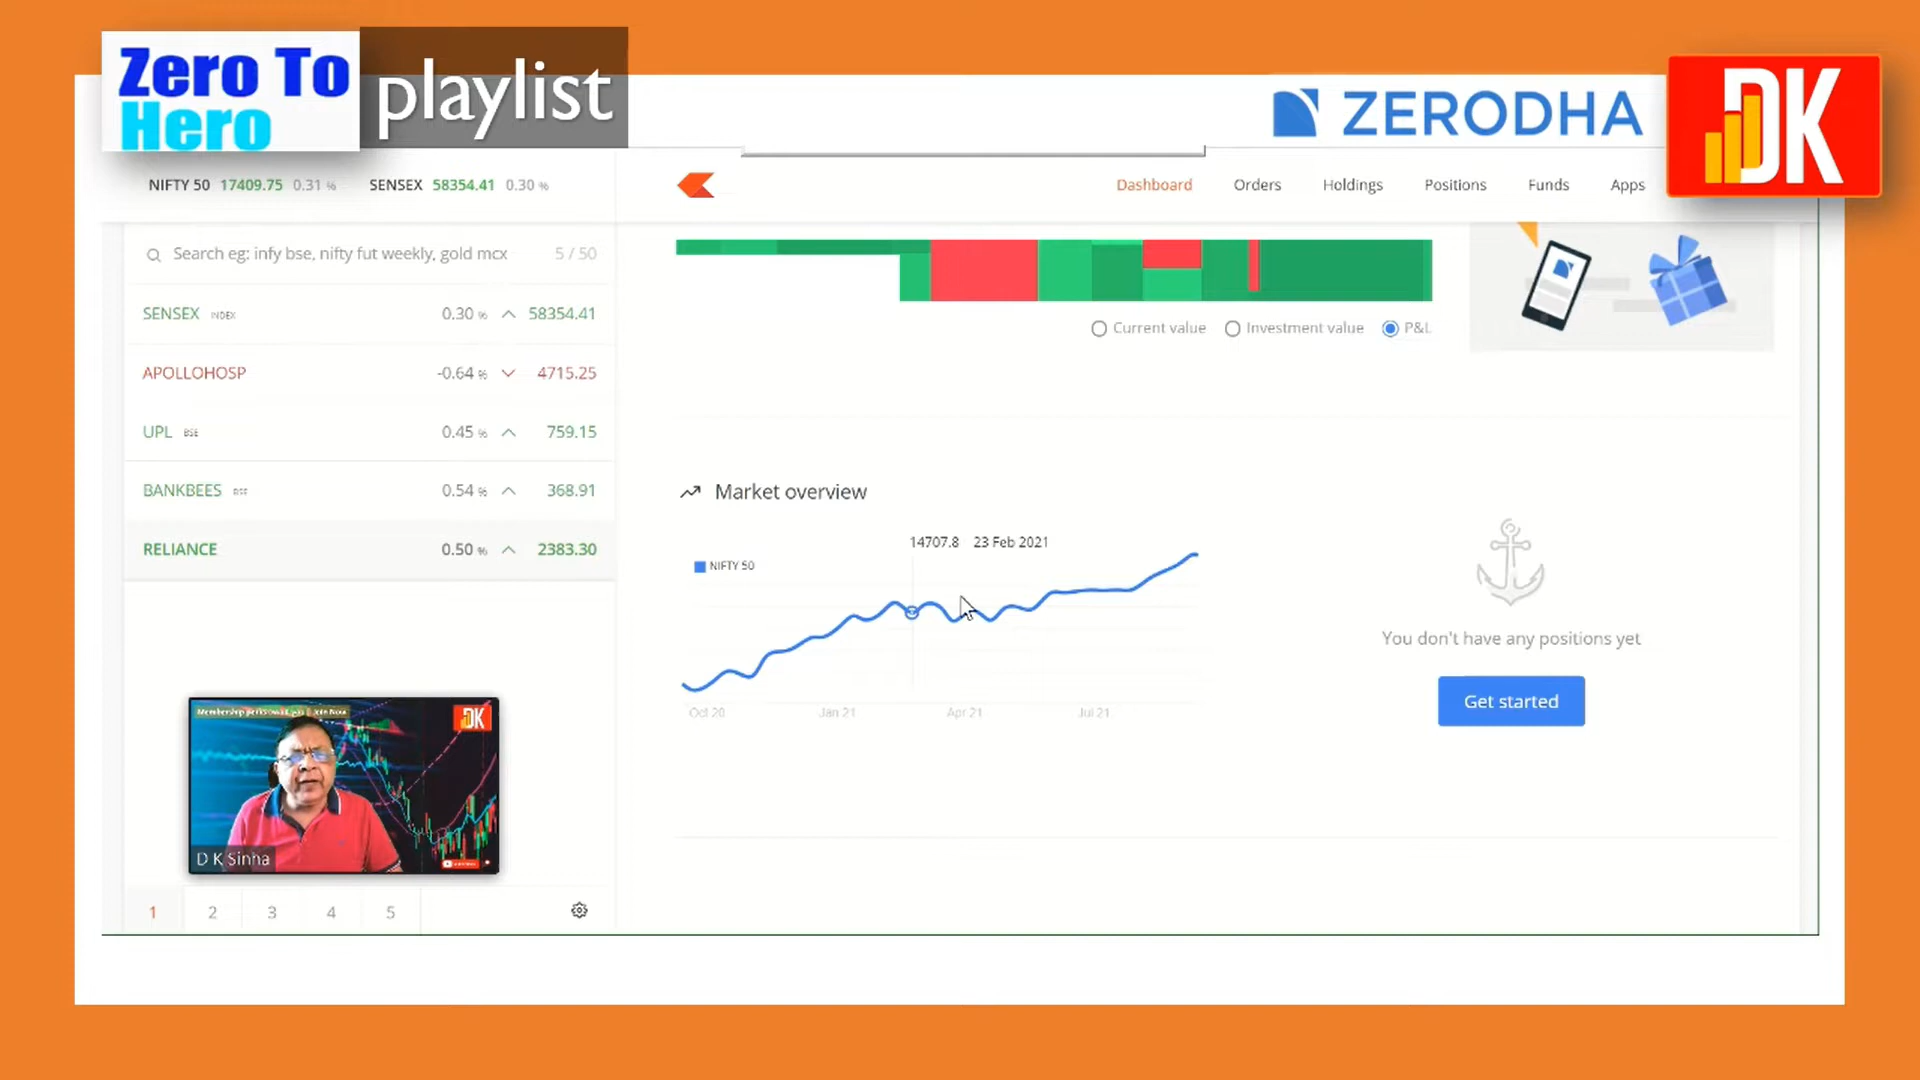 Zero To
Hero
playlist
ZERODHA
DK
NIFTY 50 17409.75 0.31 %
SENSEX 58354.41 0.30 %
Dashboard
Orders
Holdings
Positions
Funds
Apps
Search eg: infy bse, nifty fut weekly, gold mcx
5 / 50
SENSEX INDEX 0.30 % 58354.41
APOLLOHOSP -0.64 % 4715.25
UPL BSE 0.45 % 759.15
BANKBEES BSE 0.54 % 368.91
RELIANCE 0.50 % 2383.30
Current value
Investment value
P&L
Market overview
14707.8 23 Feb 2021
NIFTY 50
Oct 20
Jan 21
Apr 21
Jul 21
You don't have any positions yet
Get started
DK
D K Sinha
1 2 3 4 5